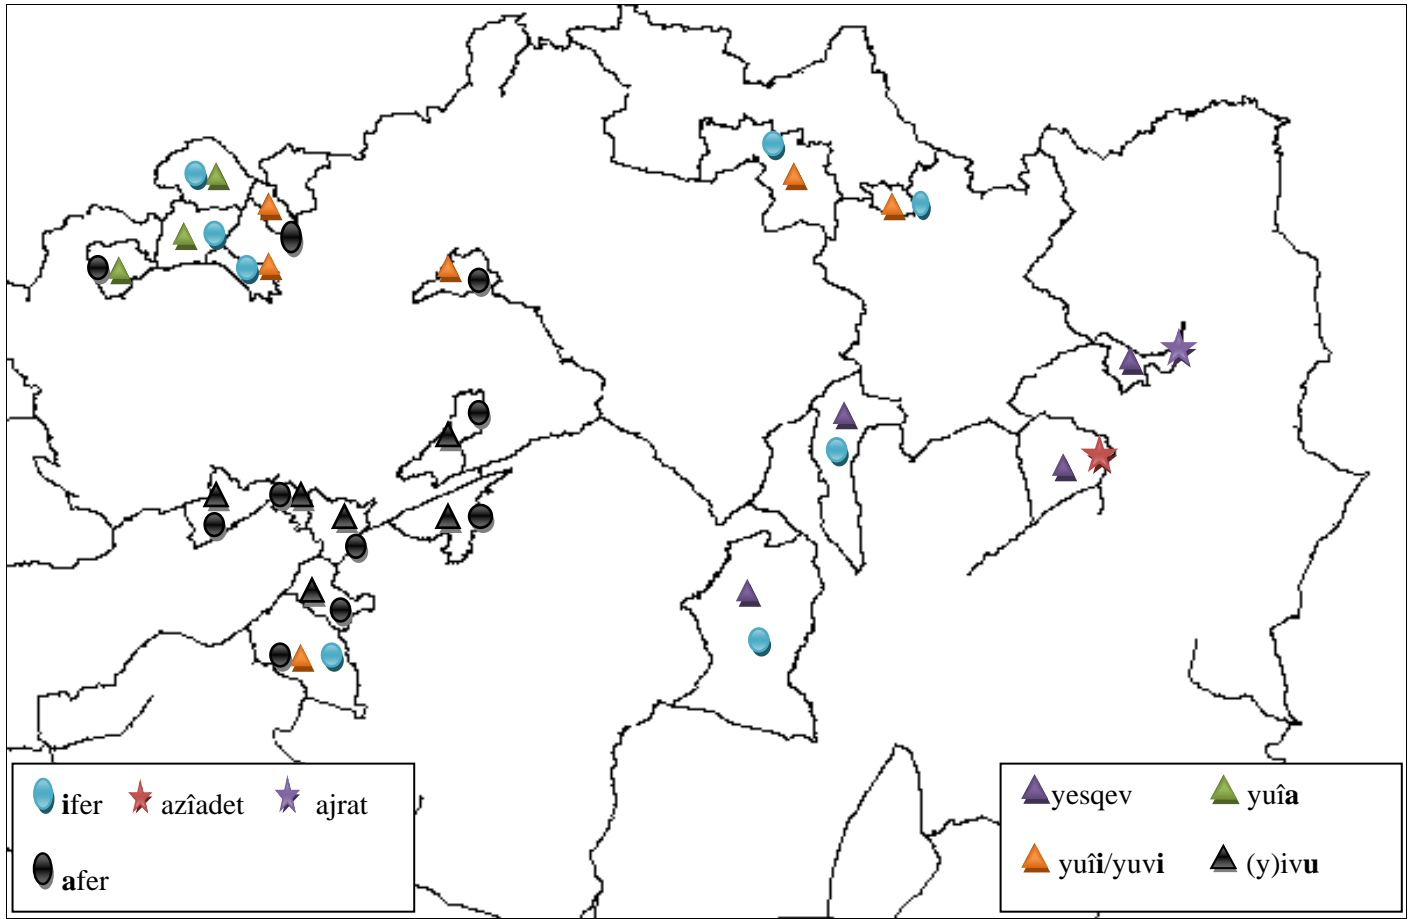 ifer azîadet ajrat
afer
yesqev yuîa
yuîi/yuvi (y)ivu